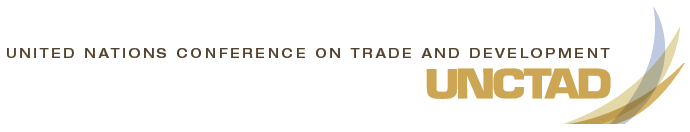 UNITED NATIONS CONFERENCE ON TRADE AND DEVELOPMENT
UNCTAD